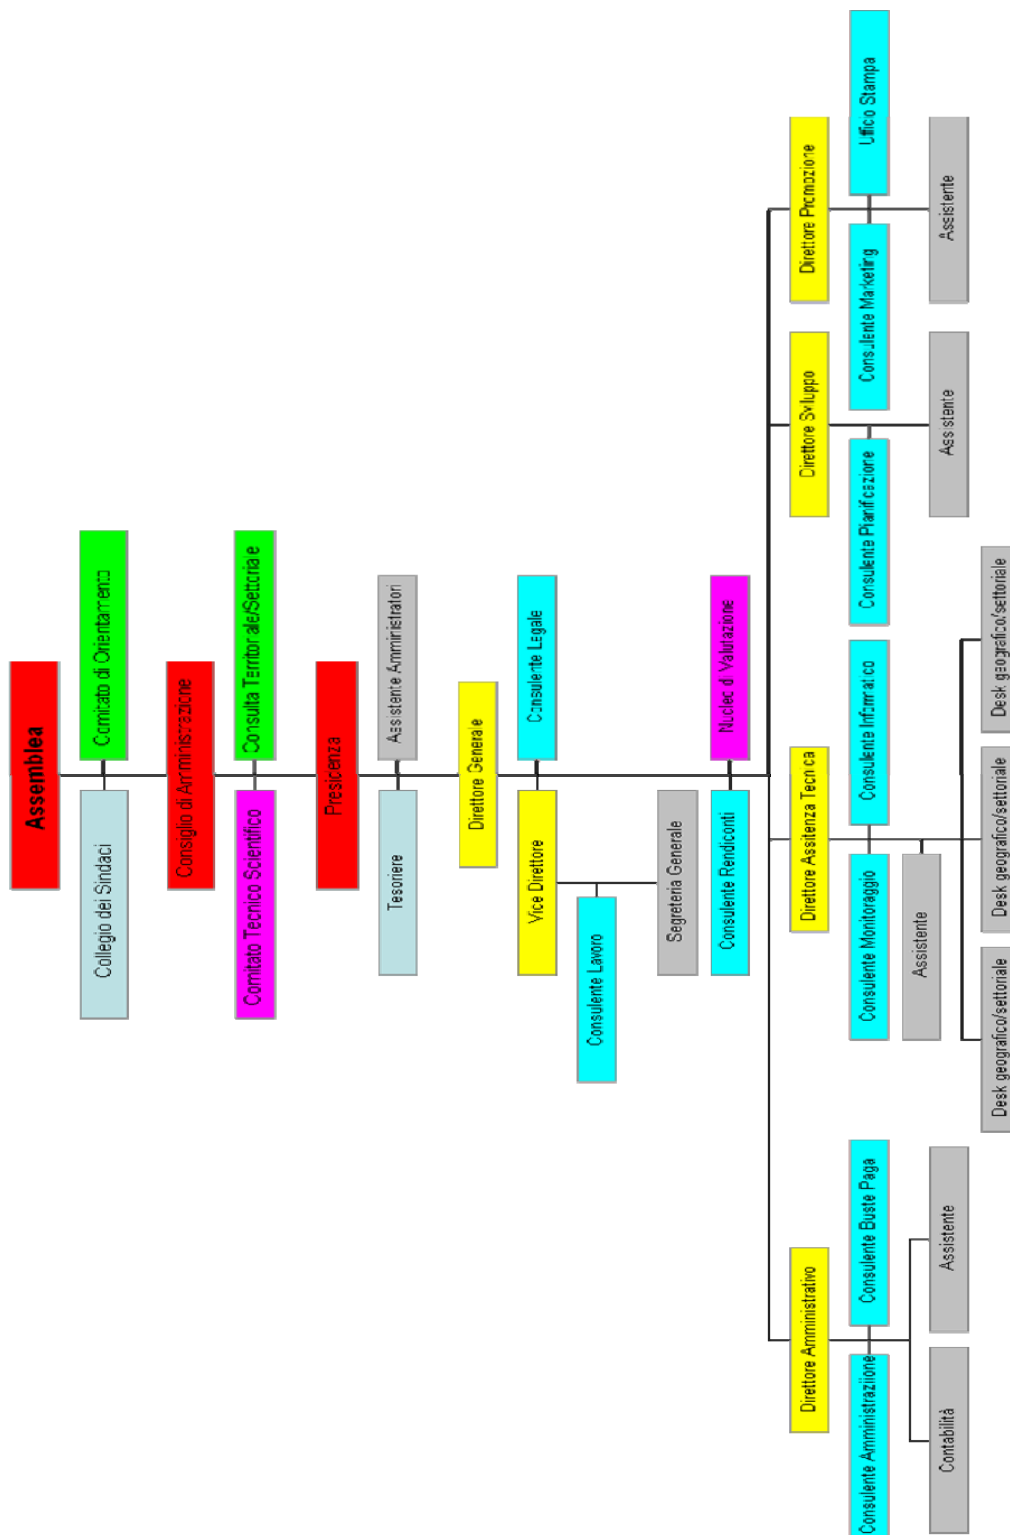 Assemblea
Collegio dei Sindaci
Comitato di Orientamento
Consiglio di Amministrazione
Comitato Tecnico Scientifico
Consulta Territoriale/Settoriale
Presidenza
Tesoriere
Assistente Amministratori
Direttore Generale
Vice Direttore
Consulente Legale
Consulente Lavoro
Segreteria Generale
Consulente Rendiconti
Nucleo di Valutazione
Direttore Amministrativo
Direttore Assitenza Tecnica
Direttore Sviluppo
Direttore Promozione
Consulente Amministraziione
Consulente Buste Paga
Consulente Monitoraggio
Consulente Informatico
Consulente Pianificazione
Consulente Marketing
Ufficio Stampa
Assistente
Contabilità
Assistente
Assistente
Assistente
Desk geografico/settoriale
Desk geografico/settoriale
Desk geografico/settoriale